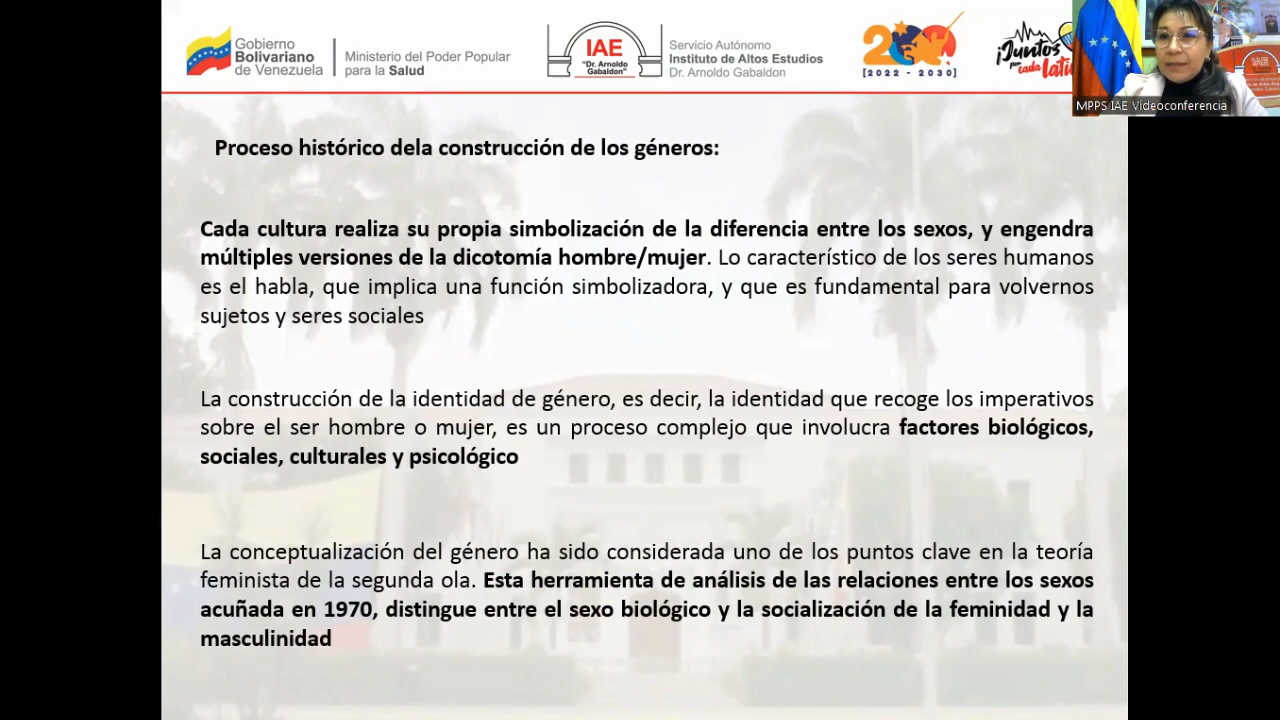 Gobierno
Bolivariano
de Venezuela
Ministerio del Poder Popular
para la Salud
IAE
"Dr. Arnoldo
Gabaldon"
Servicio Autónomo
Instituto de Altos Estudios
Dr. Arnoldo Gabaldon
200
[2022 - 2030]
¡Juntos
por cada
MPPS IAE Videoconferencia
Proceso histórico dela construcción de los géneros:
Cada cultura realiza su propia simbolización de la diferencia entre los sexos, y engendra
múltiples versiones de la dicotomía hombre/mujer. Lo característico de los seres humanos
es el habla, que implica una función simbolizadora, y que es fundamental para volvernos
sujetos y seres sociales
La construcción de la identidad de género, es decir, la identidad que recoge los imperativos
sobre el ser hombre o mujer, es un proceso complejo que involucra factores biológicos,
sociales, culturales y psicológico
La conceptualización del género ha sido considerada uno de los puntos clave en la teoría
feminista de la segunda ola. Esta herramienta de análisis de las relaciones entre los sexos
acuñada en 1970, distingue entre el sexo biológico y la socialización de la feminidad y la
masculinidad